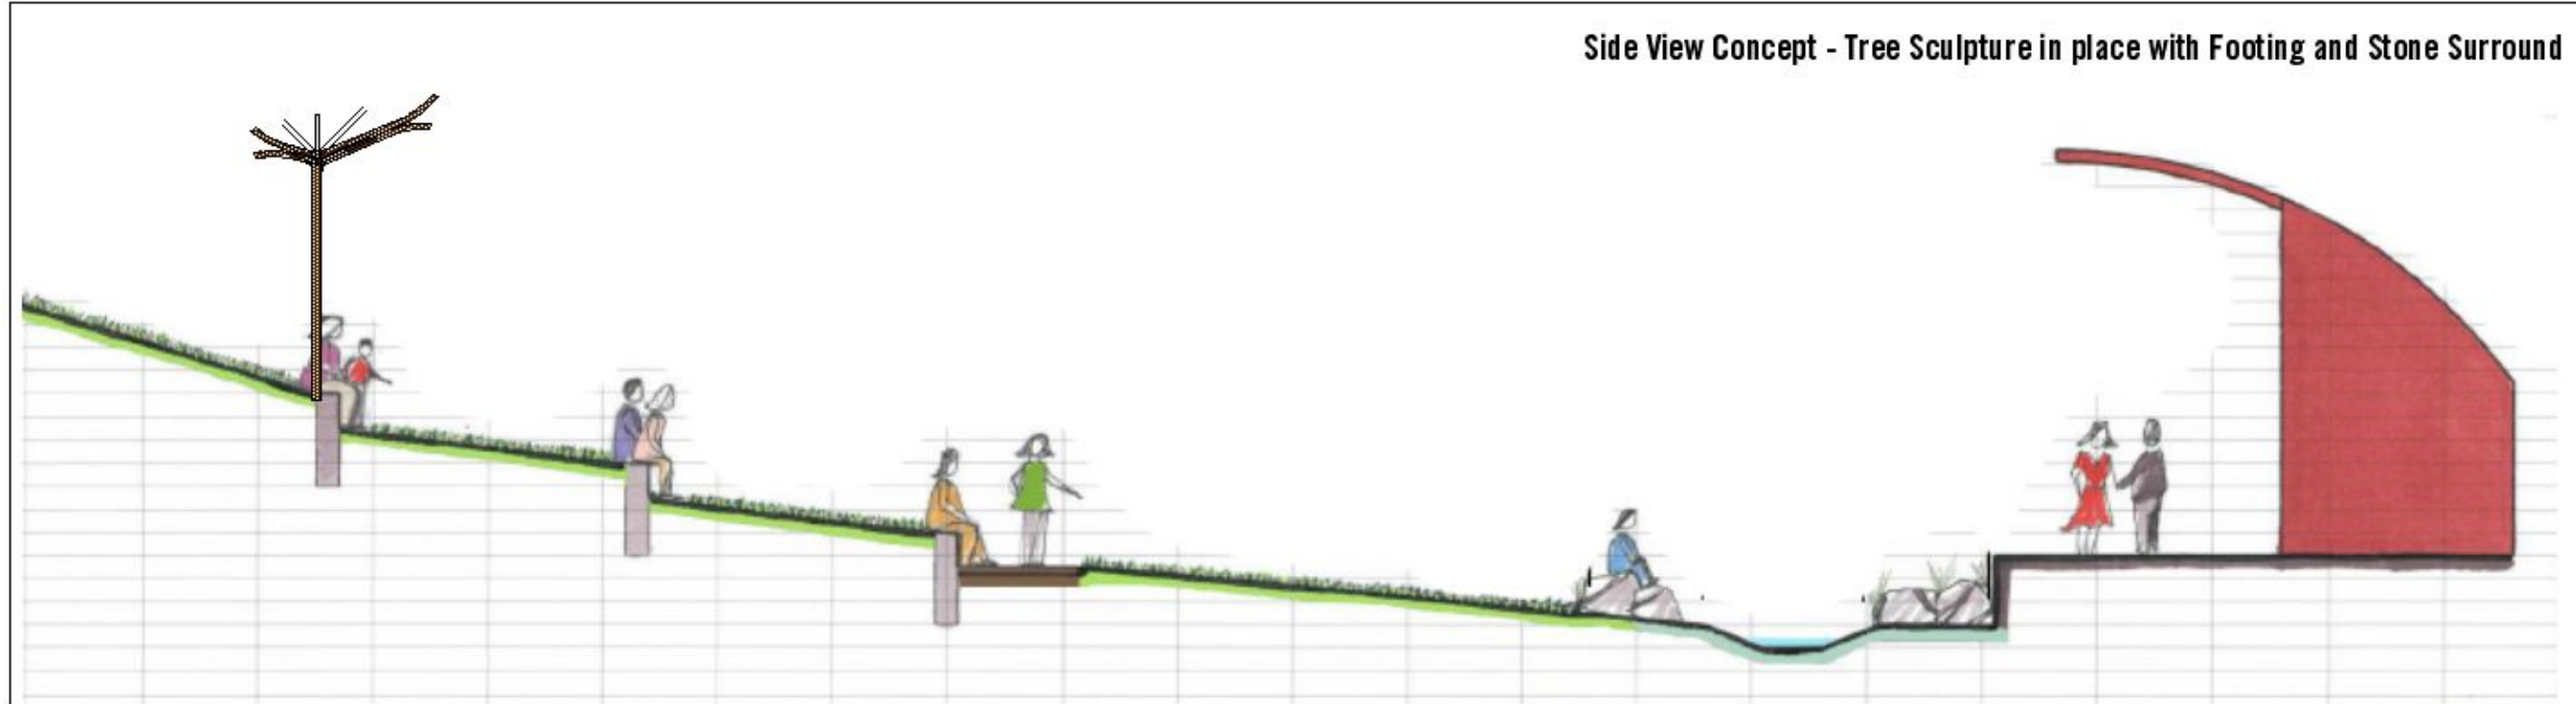 Side View Concept - Tree Sculpture in place with Footing and Stone Surround